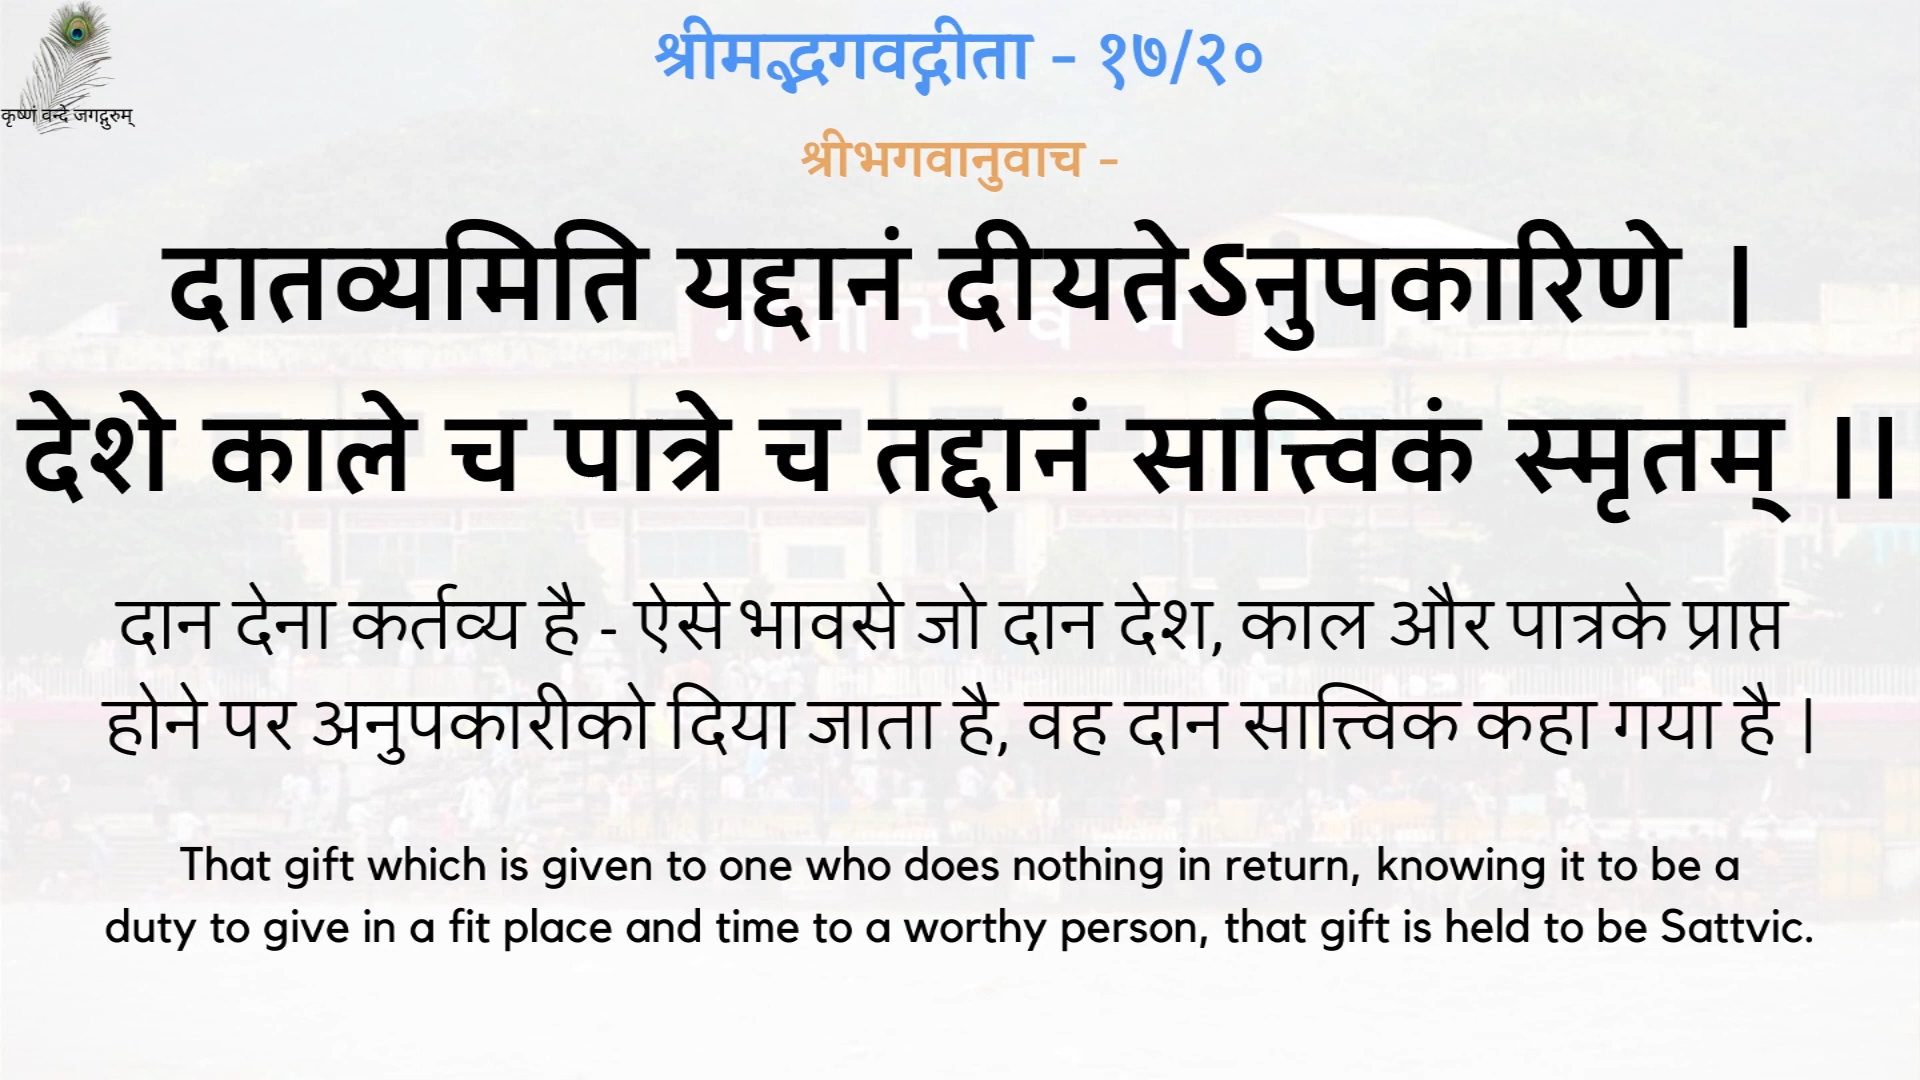 कृष्णं वन्दे जगद्गुरुम्
श्रीमद्भगवद्गीता - १७/२०
श्रीभगवानुवाच -
दातव्यमिति यद्दानं दीयतेऽनुपकारिणे ।
देशे काले च पात्रे च तद्दानं सात्त्विकं स्मृतम् ।।
गीता भवन
दान देना कर्तव्य है - ऐसे भावसे जो दान देश, काल और पात्रके प्राप्त
होने पर अनुपकारीको दिया जाता है, वह दान सात्त्विक कहा गया है |
That gift which is given to one who does nothing in return, knowing it to be a
duty to give in a fit place and time to a worthy person, that gift is held to be Sattvic.